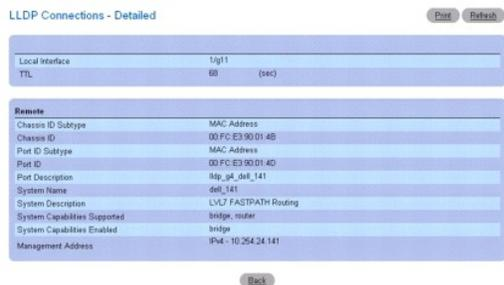 LLDP Connections - Detailed
Print Refresh
Local Interface 1/g11
TTL 60 (sec)
Remote
Chassis ID Subtype MAC Address
Chassis ID 00:FC:E3:90:01:4B
Port ID Subtype MAC Address
Port ID 00:FC:E3:90:01:4D
Port Description lldp_g4_dell_141
System Name dell_141
System Description LVL7 FASTPATH Routing
System Capabilities Supported bridge, router
System Capabilities Enabled bridge
Management Address IPv4 - 10.254.24.141
Back